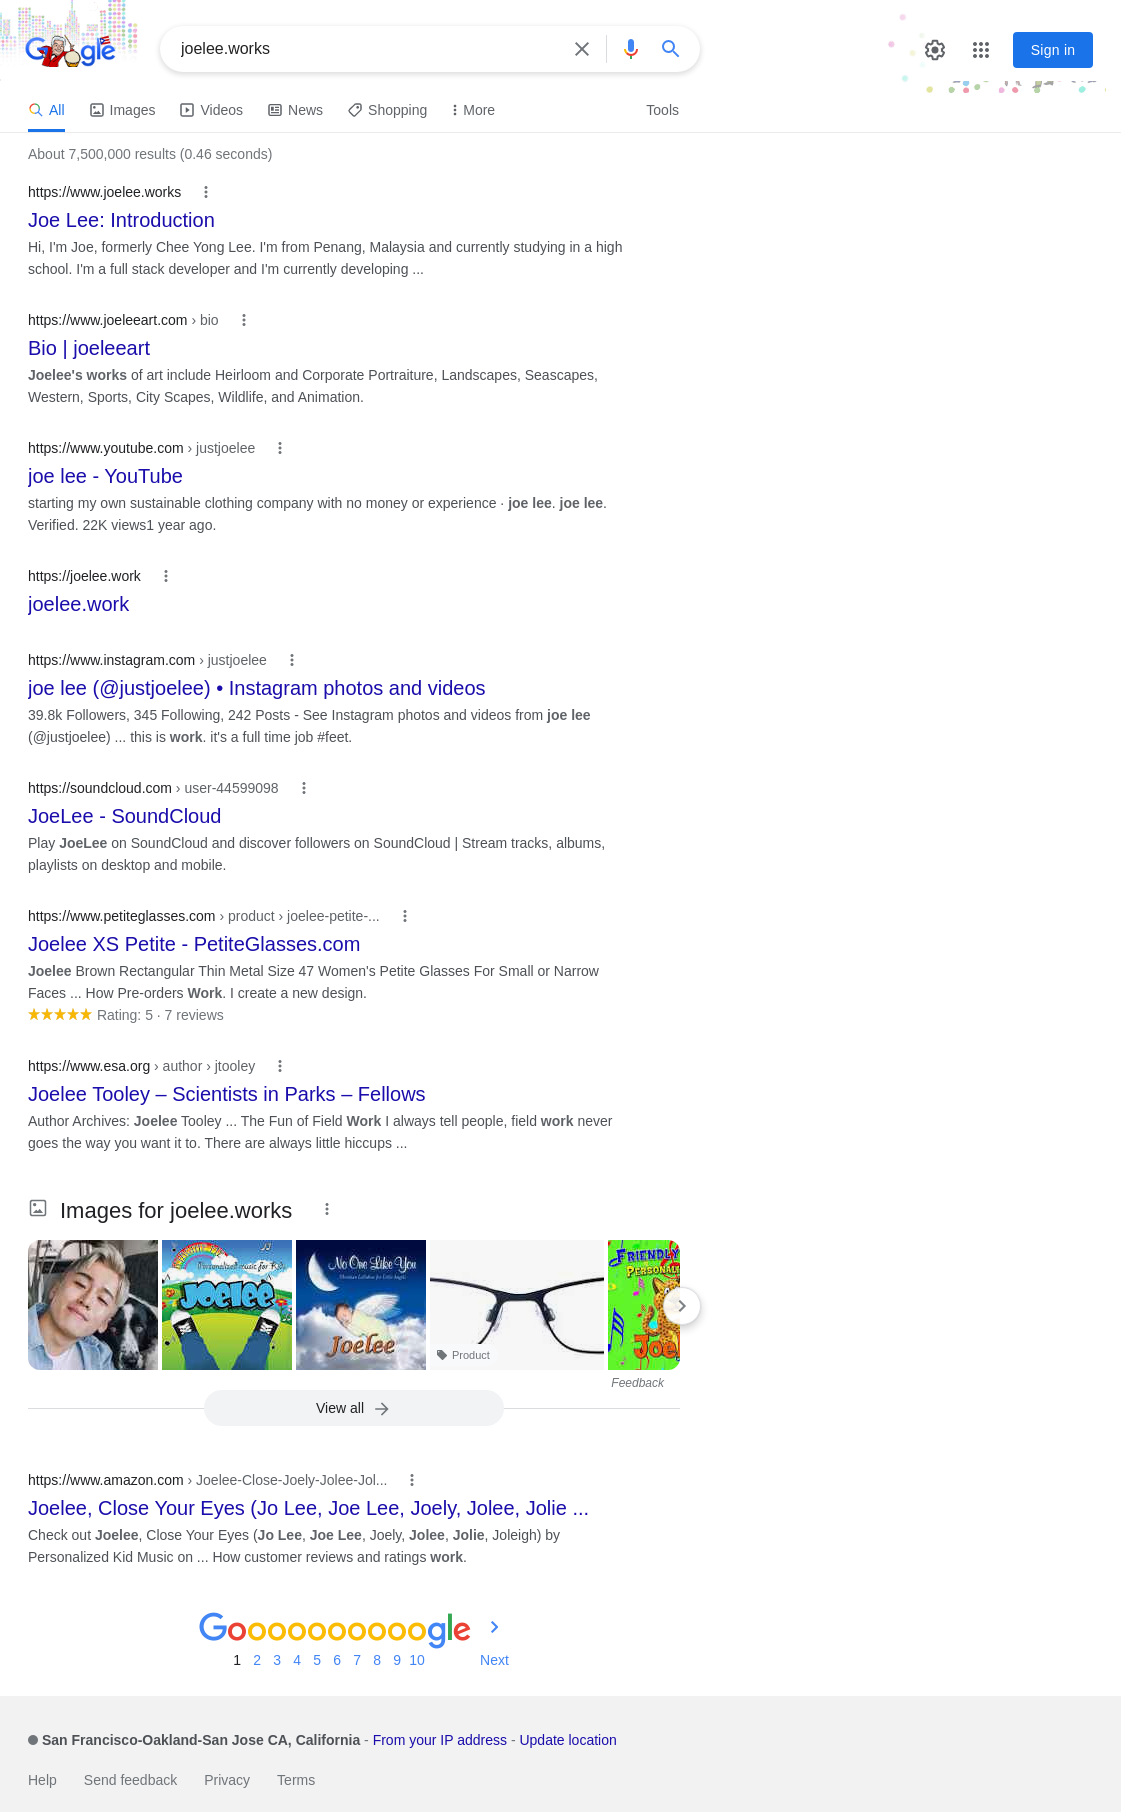 Google
joelee.works
Sign in
All Images Videos News Shopping More Tools
About 7,500,000 results (0.46 seconds)
https://www.joelee.works
Joe Lee: Introduction
Hi, I'm Joe, formerly Chee Yong Lee. I'm from Penang, Malaysia and currently studying in a high
school. I'm a full stack developer and I'm currently developing ...
https://www.joeleeart.com › bio
Bio | joeleeart
Joelee's works of art include Heirloom and Corporate Portraiture, Landscapes, Seascapes,
Western, Sports, City Scapes, Wildlife, and Animation.
https://www.youtube.com › justjoelee
joe lee - YouTube
starting my own sustainable clothing company with no money or experience · joe lee. joe lee.
Verified. 22K views1 year ago.
https://joelee.work
joelee.work
https://www.instagram.com › justjoelee
joe lee (@justjoelee) • Instagram photos and videos
39.8k Followers, 345 Following, 242 Posts - See Instagram photos and videos from joe lee
(@justjoelee) ... this is work. it's a full time job #feet.
https://soundcloud.com › user-44599098
JoeLee - SoundCloud
Play JoeLee on SoundCloud and discover followers on SoundCloud | Stream tracks, albums,
playlists on desktop and mobile.
https://www.petiteglasses.com › product › joelee-petite-...
Joelee XS Petite - PetiteGlasses.com
Joelee Brown Rectangular Thin Metal Size 47 Women's Petite Glasses For Small or Narrow
Faces ... How Pre-orders Work. I create a new design.
Rating: 5 · 7 reviews
https://www.esa.org › author › jtooley
Joelee Tooley – Scientists in Parks – Fellows
Author Archives: Joelee Tooley ... The Fun of Field Work I always tell people, field work never
goes the way you want it to. There are always little hiccups ...
Images for joelee.works
Personalized music for Kids
Joelee
No One Like You
Christian Lullabies for Little Angels
Joelee
Product
FRIENDLY
PERSONAL
Joe
Feedback
View all
https://www.amazon.com › Joelee-Close-Joely-Jolee-Jol...
Joelee, Close Your Eyes (Jo Lee, Joe Lee, Joely, Jolee, Jolie ...
Check out Joelee, Close Your Eyes (Jo Lee, Joe Lee, Joely, Jolee, Jolie, Joleigh) by
Personalized Kid Music on ... How customer reviews and ratings work.
Goooooooooogle
1 2 3 4 5 6 7 8 9 10 Next
San Francisco-Oakland-San Jose CA, California - From your IP address - Update location
Help Send feedback Privacy Terms